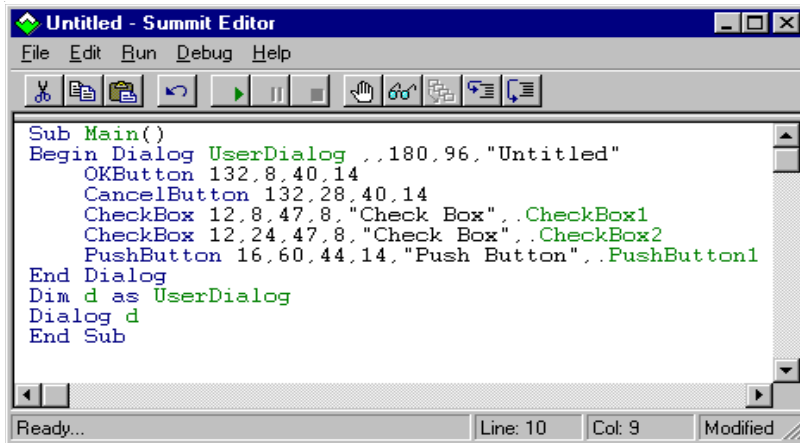 Untitled - Summit Editor
File Edit Run Debug Help
Sub Main()
Begin Dialog UserDialog ,,180,96,"Untitled"
OKButton 132,8,40,14
CancelButton 132,28,40,14
CheckBox 12,8,47,8,"Check Box",.CheckBox1
CheckBox 12,24,47,8,"Check Box",.CheckBox2
PushButton 16,60,44,14,"Push Button",.PushButton1
End Dialog
Dim d as UserDialog
Dialog d
End Sub
Ready... Line: 10 Col: 9 Modified